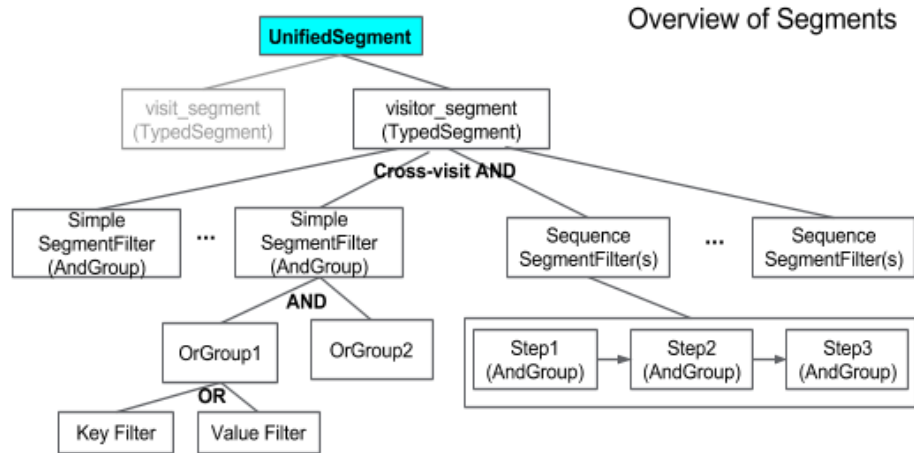 Overview of Segments
UnifiedSegment
visit_segment
(TypedSegment)
visitor_segment
(TypedSegment)
Cross-visit AND
Simple
SegmentFilter
(AndGroup)
...
Simple
SegmentFilter
(AndGroup)
Sequence
SegmentFilter(s)
...
Sequence
SegmentFilter(s)
AND
OrGroup1
OrGroup2
Step1
(AndGroup)
Step2
(AndGroup)
Step3
(AndGroup)
OR
Key Filter
Value Filter